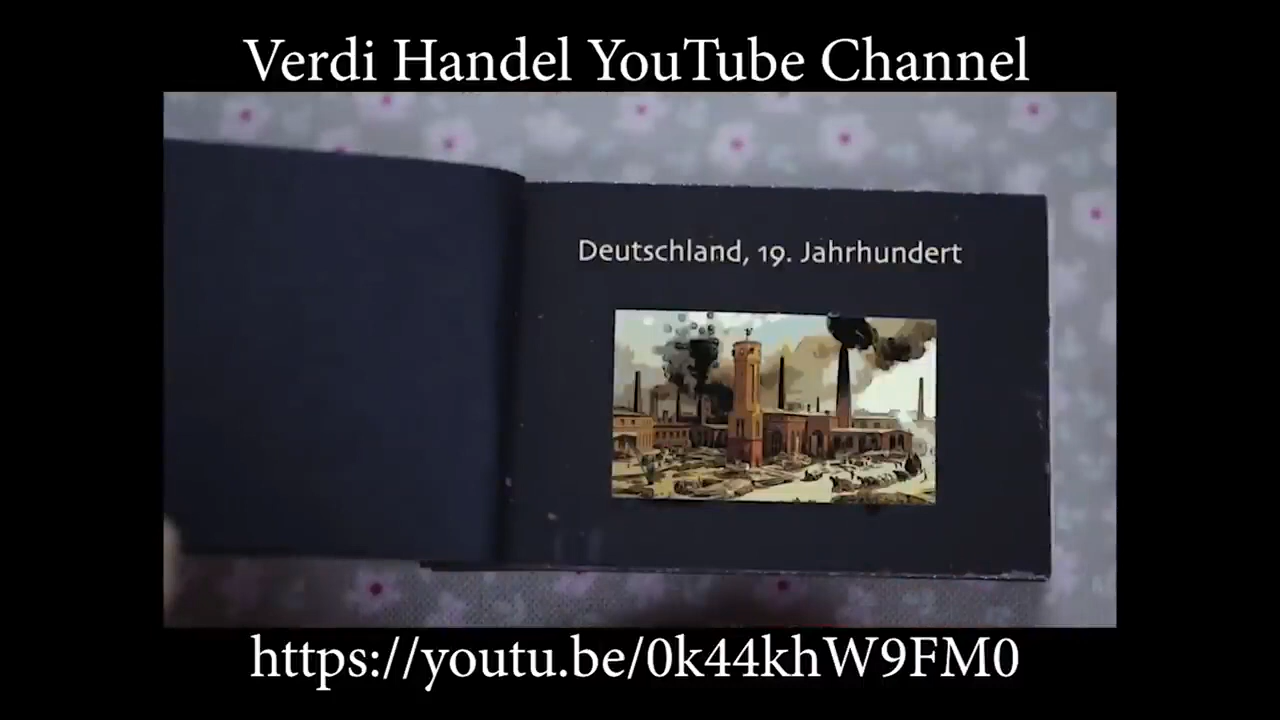 Verdi Handel YouTube Channel
Deutschland, 19. Jahrhundert
https://youtu.be/0k44khW9FM0